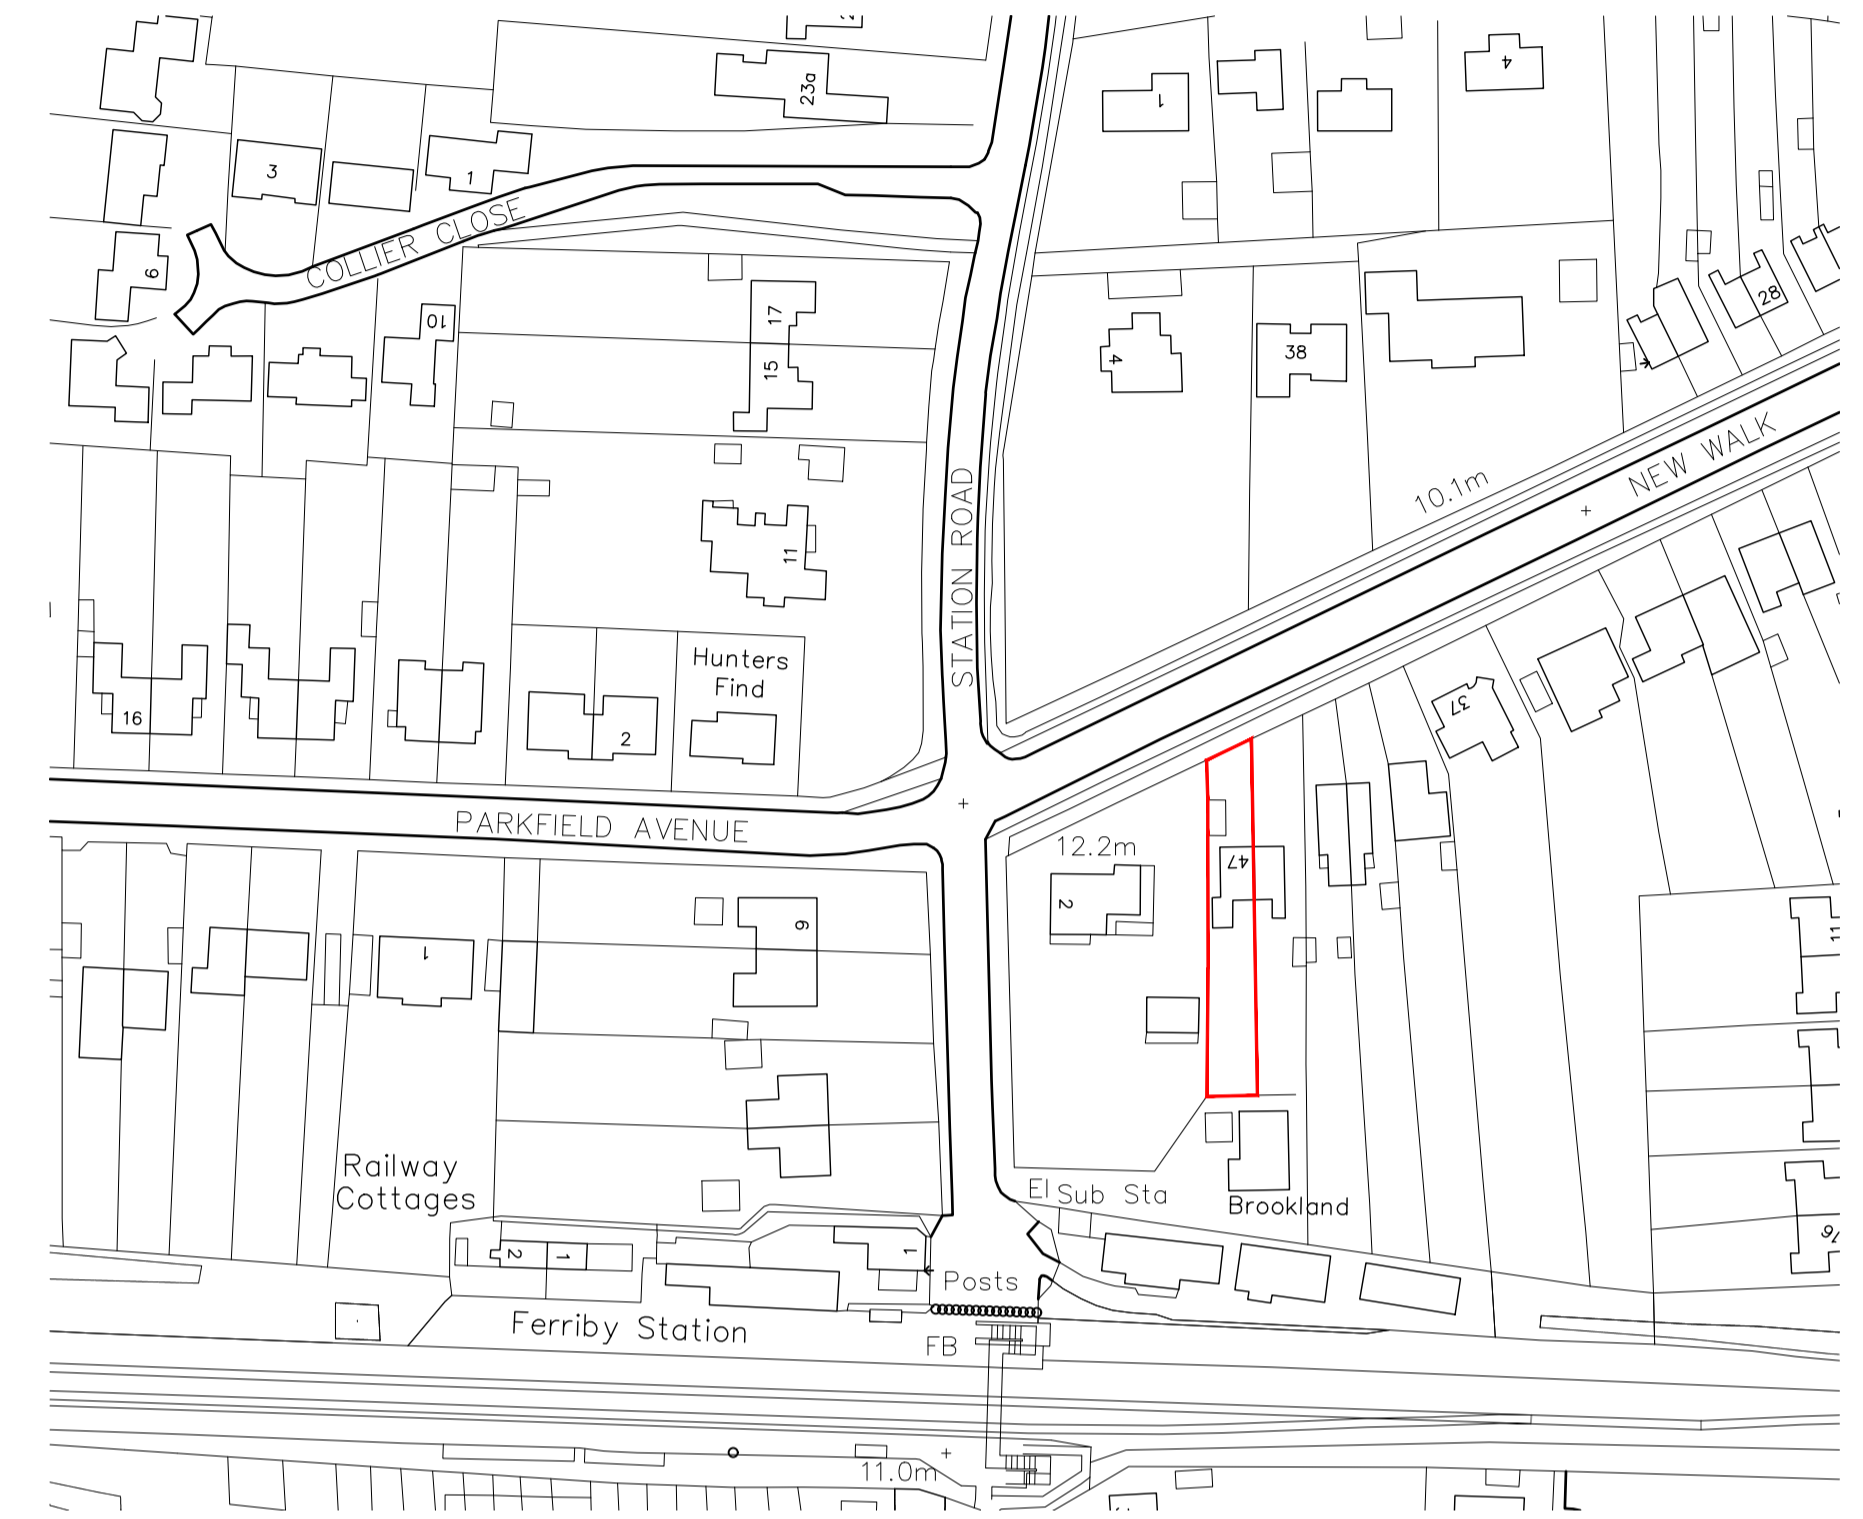 23a
1
4
3
1
COLLIER CLOSE
6
10
17
15
4
38
28
NEW WALK
10.1m
STATION ROAD
11
Hunters
Find
16
2
37
PARKFIELD AVENUE
12.2m
47
2
9
1
11
Railway
Cottages
El Sub Sta
Brookland
76
2
1
1
Posts
Ferriby Station
FB
11.0m